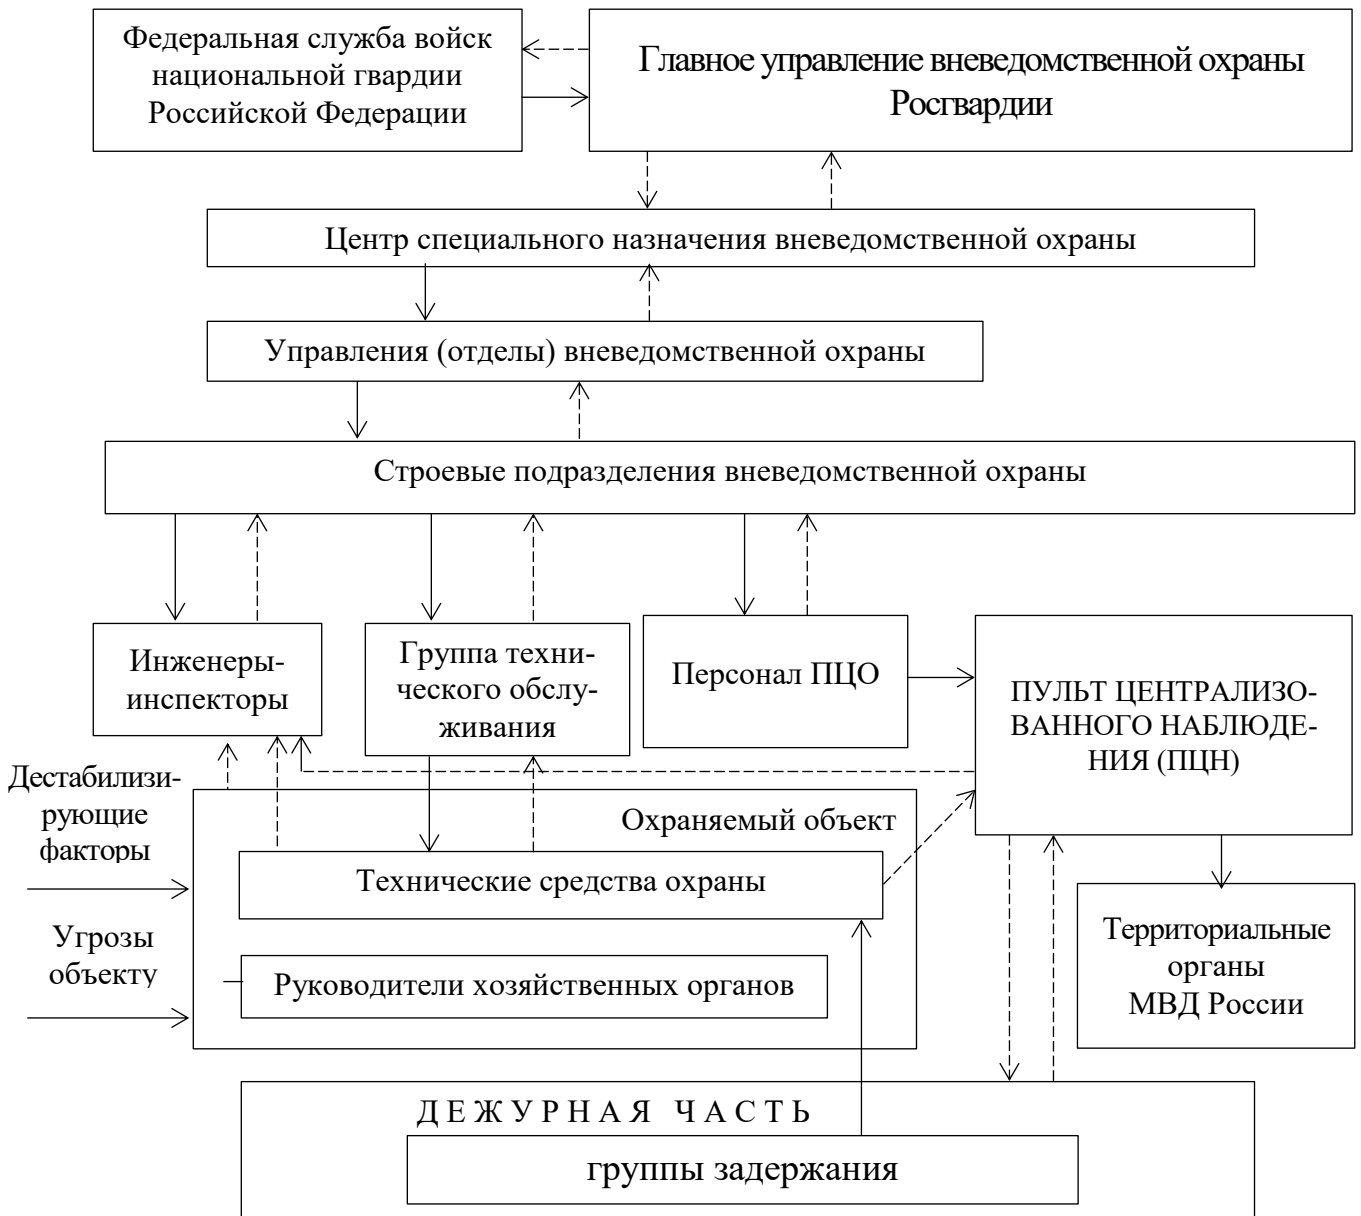 Федеральная служба войск
национальной гвардии
Российской Федерации
Главное управление вневедомственной охраны
Росгвардии
Центр специального назначения вневедомственной охраны
Управления (отделы) вневедомственной охраны
Строевые подразделения вневедомственной охраны
Инженеры-
инспекторы
Группа техни-
ческого обслу-
живания
Персонал ПЦО
ПУЛЬТ ЦЕНТРАЛИЗО-
ВАННОГО НАБЛЮДЕ-
НИЯ (ПЦН)
Дестабилизи-
рующие
факторы
Охраняемый объект
Технические средства охраны
Угрозы
объекту
Руководители хозяйственных органов
Территориальные
органы
МВД России
ДЕЖУРНАЯ ЧАСТЬ
группы задержания